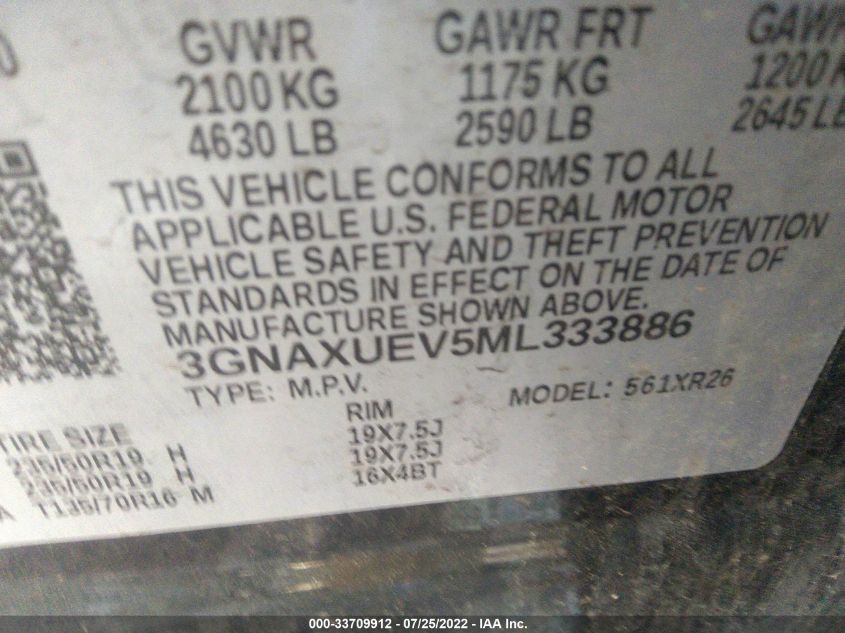 GVWR GAWR FRT GAWR
2100 KG 1175 KG 1200 K
4630 LB 2590 LB 2645 LB
THIS VEHICLE CONFORMS TO ALL
APPLICABLE U.S. FEDERAL MOTOR
VEHICLE SAFETY AND THEFT PREVENTION
STANDARDS IN EFFECT ON THE DATE OF
MANUFACTURE SHOWN ABOVE.
3GNAXUEV5ML333886
TYPE: M.P.V. MODEL: 561XR26
TIRE SIZE RIM
235/50R19 H 19X7.5J
235/50R19 H 19X7.5J
T135/70R16 M 16X4BT
000-33709912 - 07/25/2022 - IAA Inc.